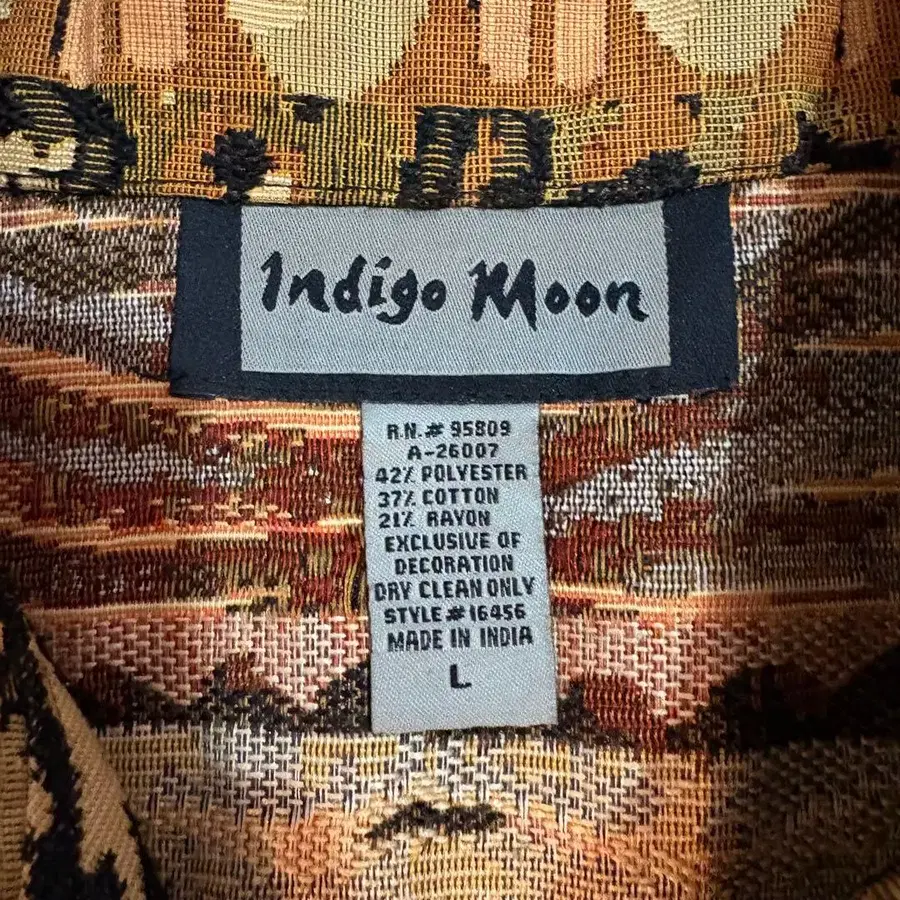 Indigo Moon
R.N.# 95809
A-26007
42% POLYESTER
37% COTTON
21% RAYON
EXCLUSIVE OF
DECORATION
DRY CLEAN ONLY
STYLE# 16456
MADE IN INDIA
L